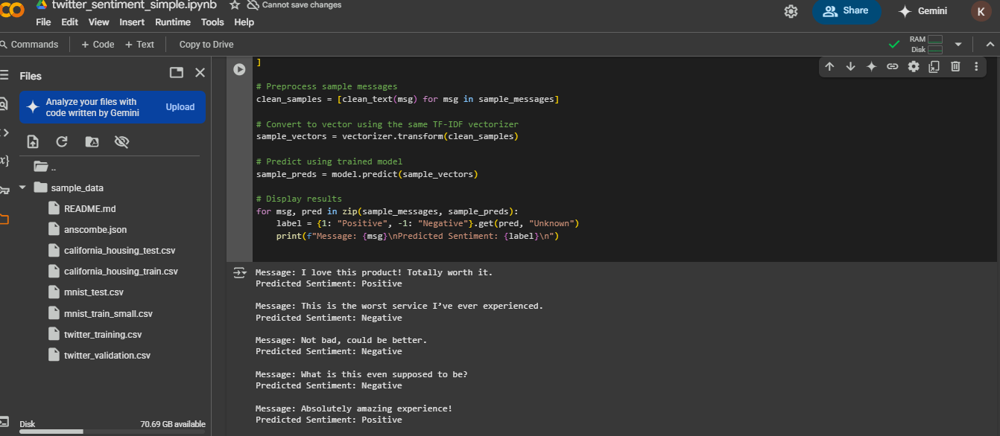 twitter_sentiment_simple.ipynb
Cannot save changes
File Edit View Insert Runtime Tools Help
Share
Gemini
K
Commands + Code + Text Copy to Drive
RAM
Disk
Files
Analyze your files with
code written by Gemini
Upload
..
sample_data
README.md
anscombe.json
california_housing_test.csv
california_housing_train.csv
mnist_test.csv
mnist_train_small.csv
twitter_training.csv
twitter_validation.csv
Disk 70.69 GB available
]
# Preprocess sample messages
clean_samples = [clean_text(msg) for msg in sample_messages]
# Convert to vector using the same TF-IDF vectorizer
sample_vectors = vectorizer.transform(clean_samples)
# Predict using trained model
sample_preds = model.predict(sample_vectors)
# Display results
for msg, pred in zip(sample_messages, sample_preds):
    label = {1: "Positive", -1: "Negative"}.get(pred, "Unknown")
    print(f"Message: {msg}\nPredicted Sentiment: {label}\n")
Message: I love this product! Totally worth it.
Predicted Sentiment: Positive
Message: This is the worst service I’ve ever experienced.
Predicted Sentiment: Negative
Message: Not bad, could be better.
Predicted Sentiment: Negative
Message: What is this even supposed to be?
Predicted Sentiment: Negative
Message: Absolutely amazing experience!
Predicted Sentiment: Positive